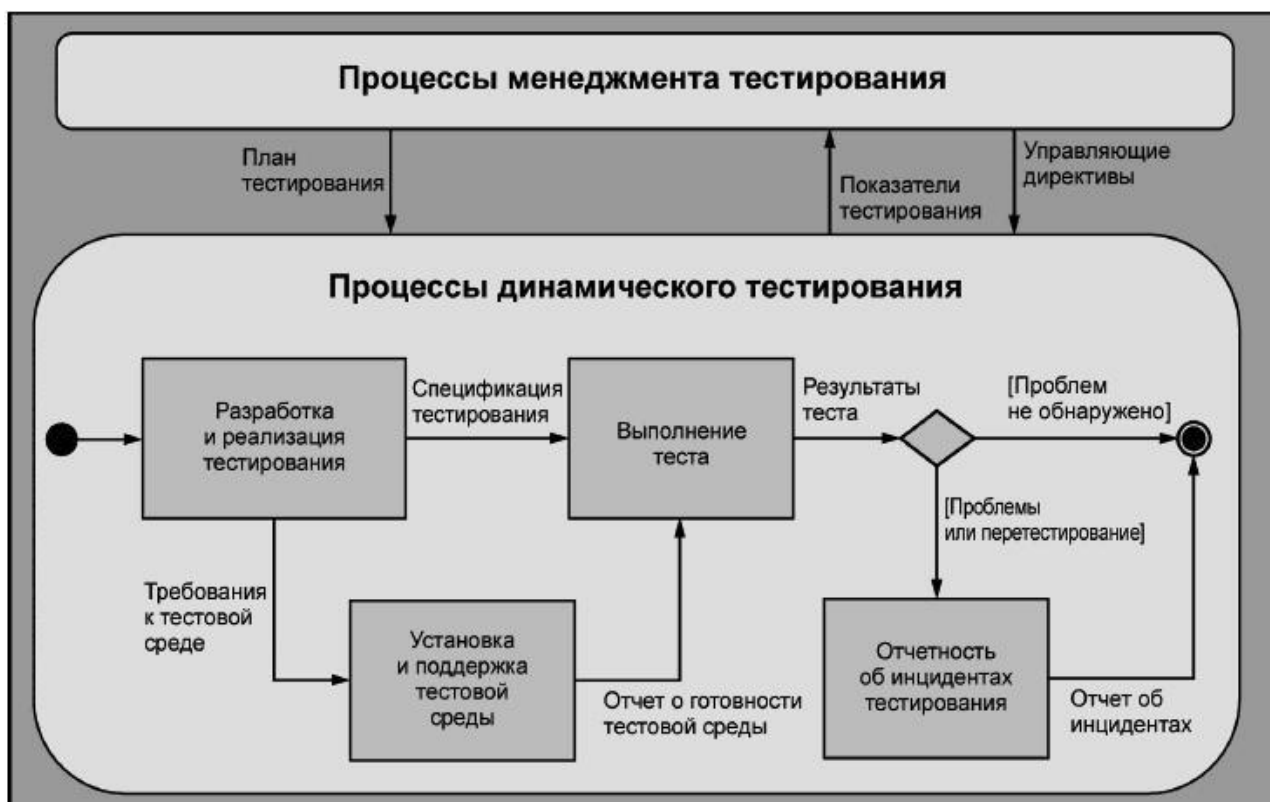 Процессы менеджмента тестирования
План
тестирования
Показатели
тестирования
Управляющие
директивы
Процессы динамического тестирования
Разработка
и реализация
тестирования
Спецификация
тестирования
Выполнение
теста
Результаты
теста
[Проблем
не обнаружено]
[Проблемы
или перетестирование]
Требования
к тестовой
среде
Установка
и поддержка
тестовой
среды
Отчет о готовности
тестовой среды
Отчетность
об инцидентах
тестирования
Отчет об
инцидентах